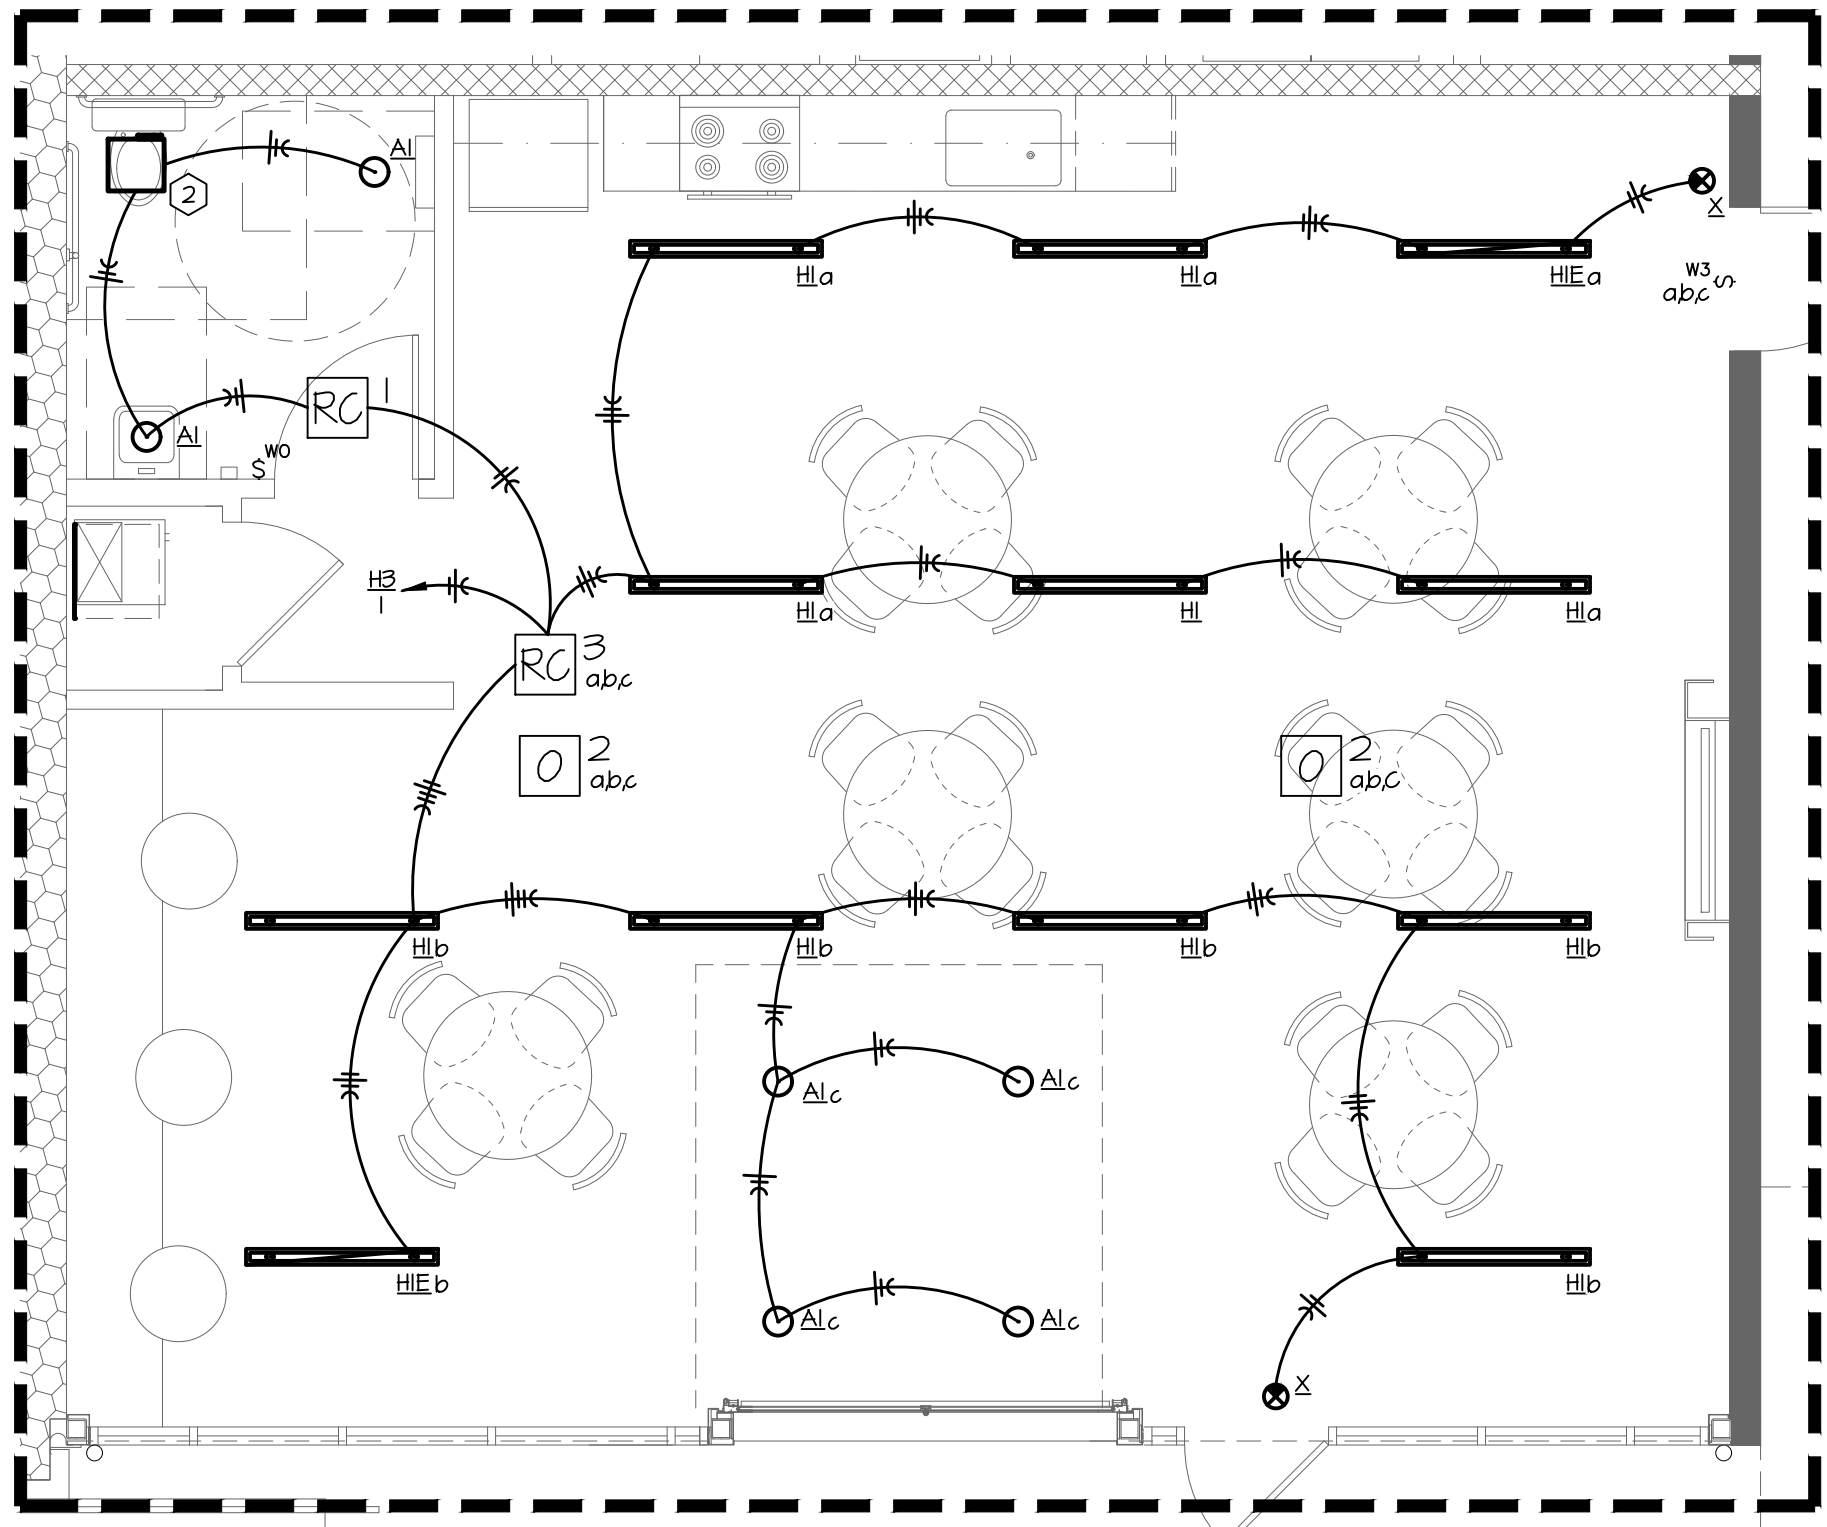 A1
2
X
H1a
H1a
H1Ea
W3
a,b,c S
RC 1
A1
W0
S
H3
1
H1a
H1
H1a
RC 3
a,b,c
O 2
a,b,c
O 2
a,b,c
H1b
H1b
H1b
H1b
A1c
A1c
H1Eb
H1b
A1c
A1c
X